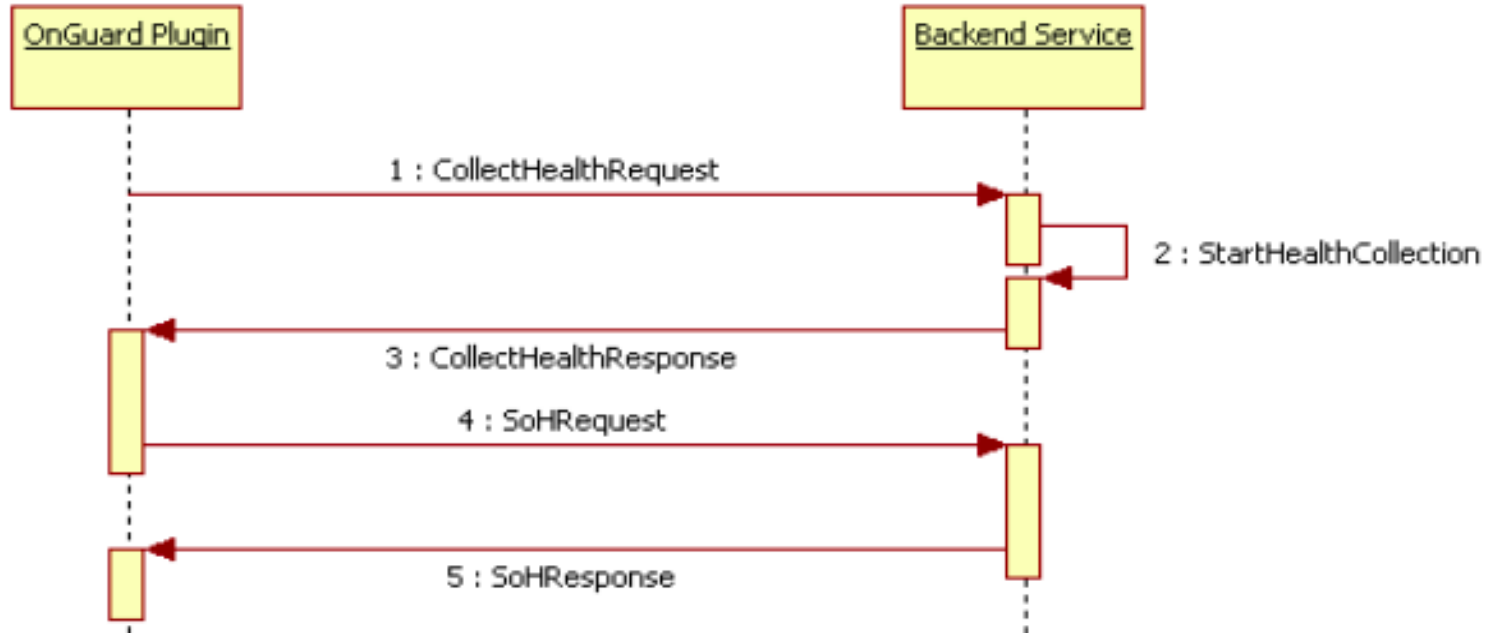 OnGuard Plugin
Backend Service
1 : CollectHealthRequest
2 : StartHealthCollection
3 : CollectHealthResponse
4 : SoHRequest
5 : SoHResponse